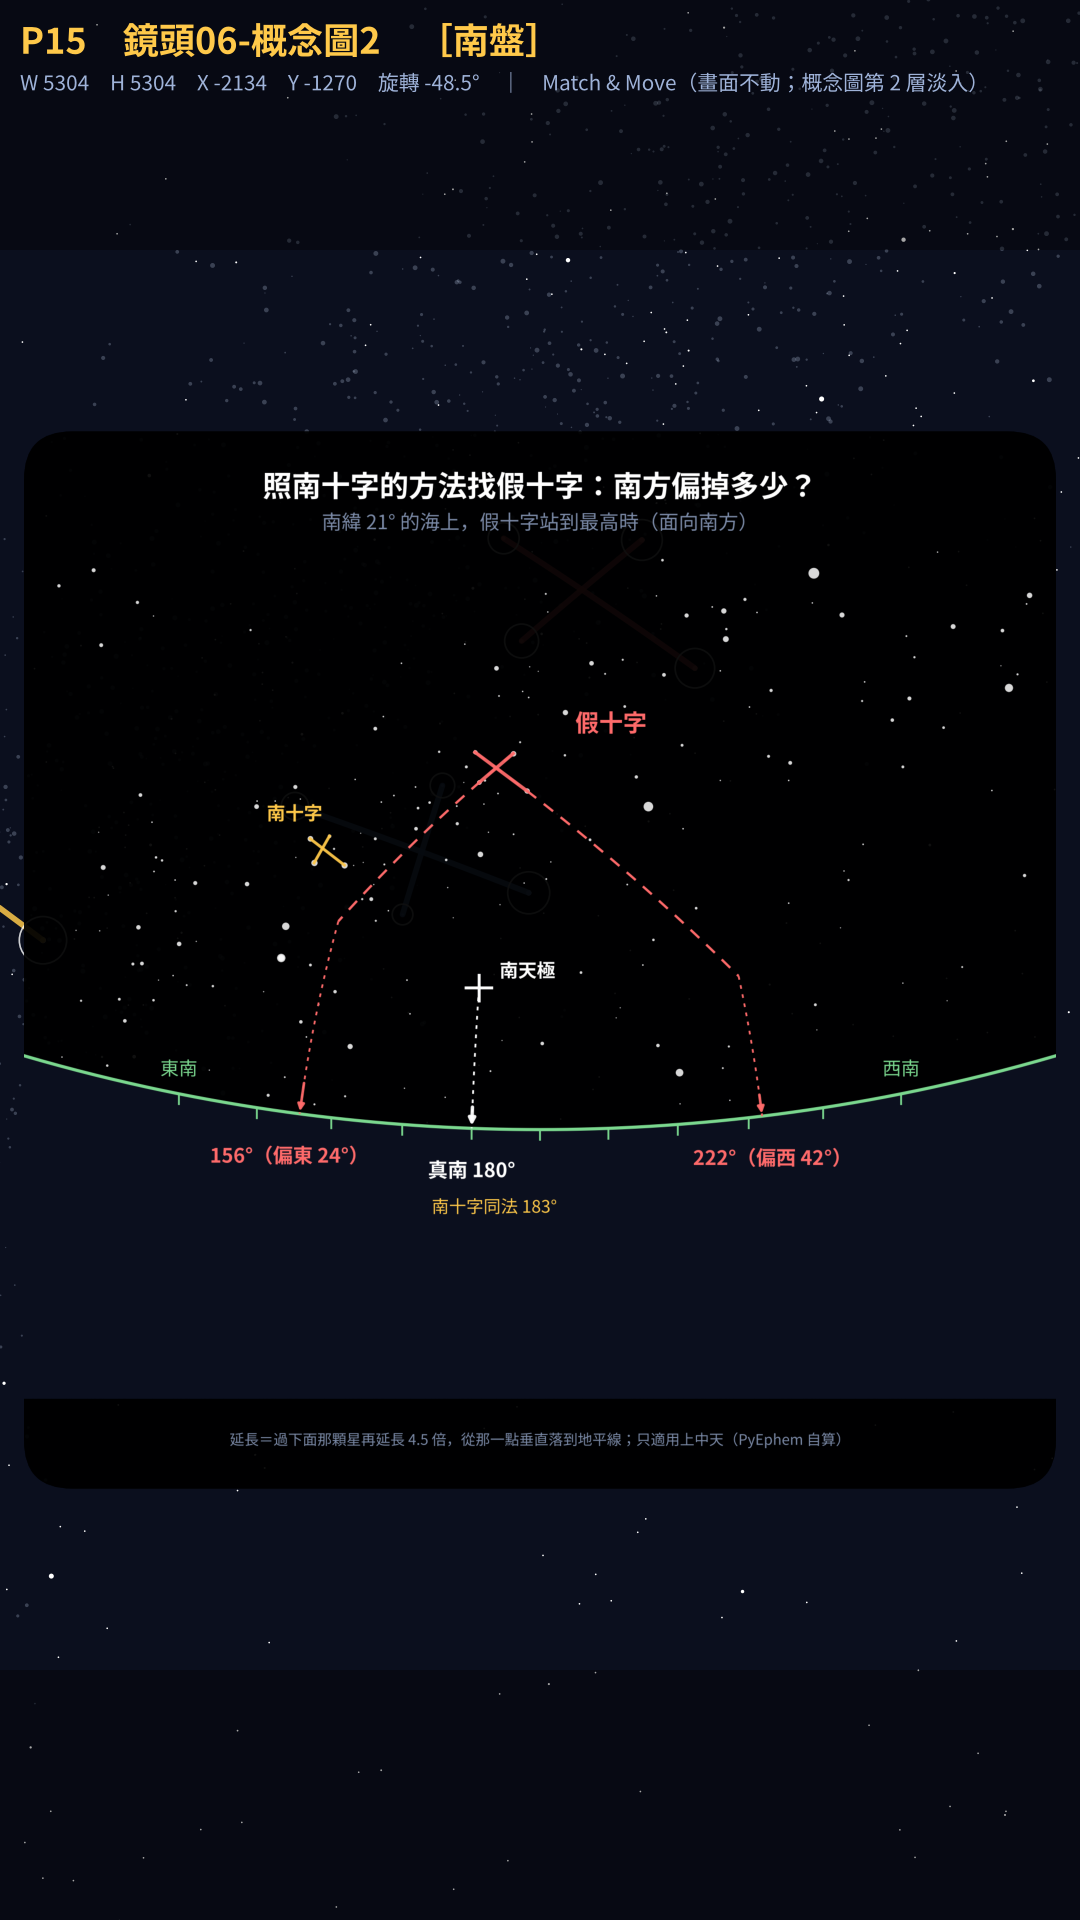 P15 鏡頭06-概念圖2 [南盤]
W 5304 H 5304 X -2134 Y -1270 旋轉 -48.5° | Match & Move（畫面不動；概念圖第 2 層淡入）
照南十字的方法找假十字：南方偏掉多少？
南緯 21° 的海上，假十字站到最高時（面向南方）
假十字
南十字
南天極
東南
西南
156°（偏東 24°）
真南 180°
222°（偏西 42°）
南十字同法 183°
延長＝過下面那顆星再延長 4.5 倍，從那一點垂直落到地平線；只適用上中天（PyEphem 自算）